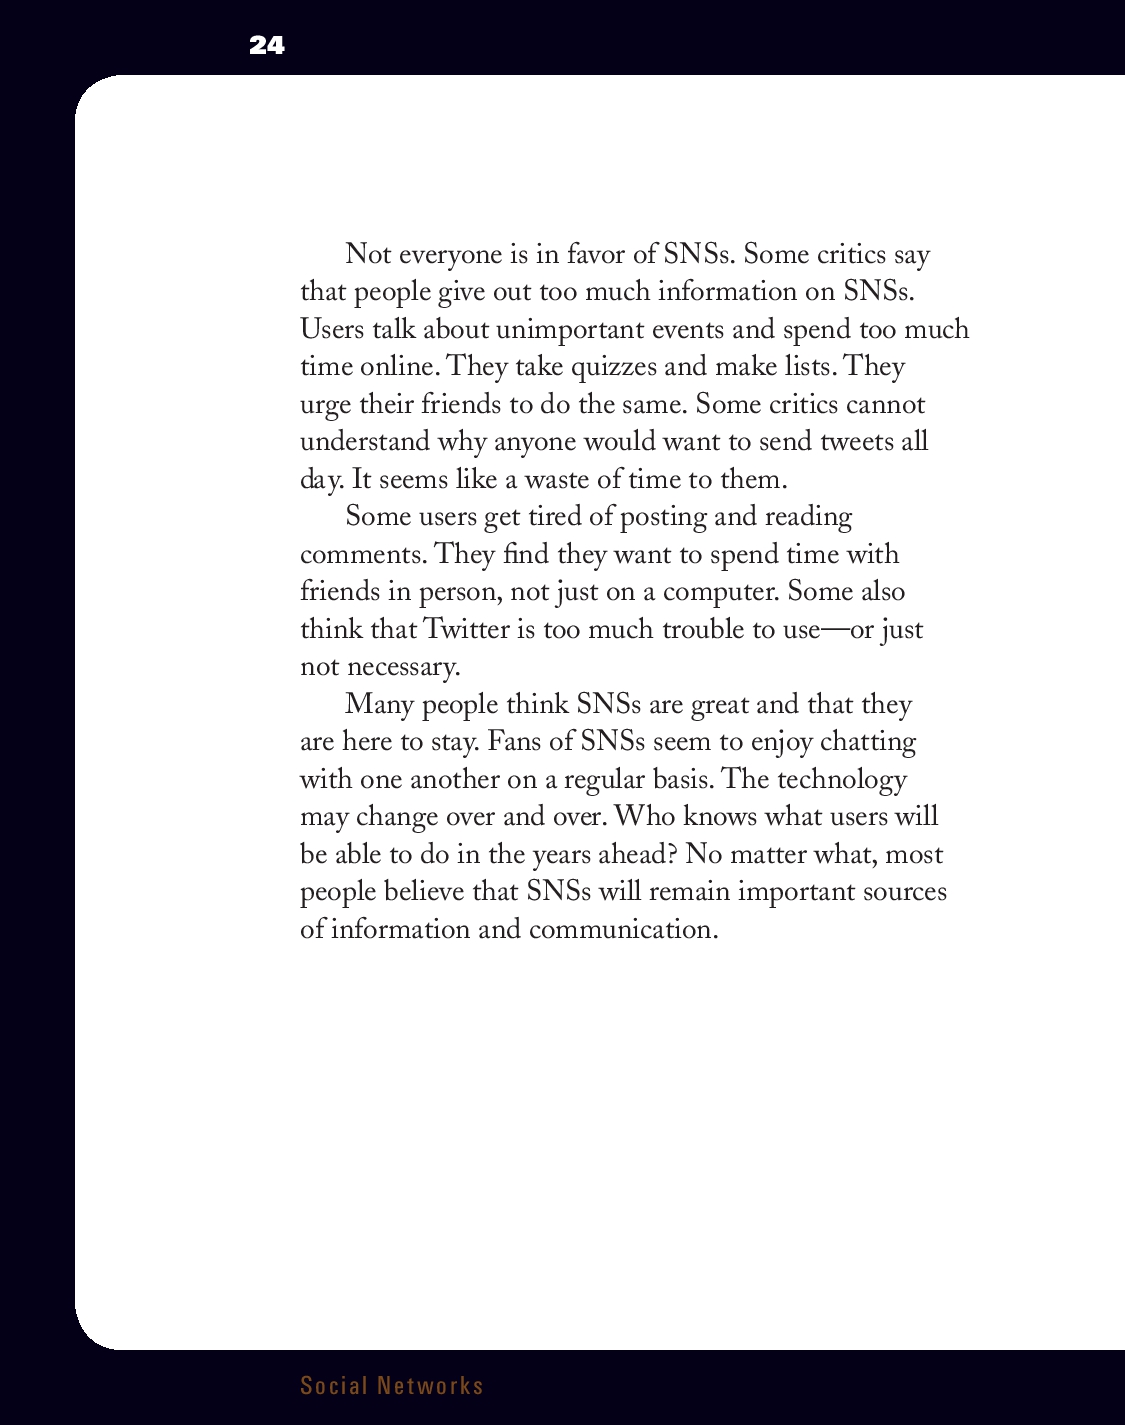 24
Not everyone is in favor of SNSs. Some critics say
that people give out too much information on SNSs.
Users talk about unimportant events and spend too much
time online. They take quizzes and make lists. They
urge their friends to do the same. Some critics cannot
understand why anyone would want to send tweets all
day. It seems like a waste of time to them.
Some users get tired of posting and reading
comments. They find they want to spend time with
friends in person, not just on a computer. Some also
think that Twitter is too much trouble to use—or just
not necessary.
Many people think SNSs are great and that they
are here to stay. Fans of SNSs seem to enjoy chatting
with one another on a regular basis. The technology
may change over and over. Who knows what users will
be able to do in the years ahead? No matter what, most
people believe that SNSs will remain important sources
of information and communication.
Social Networks